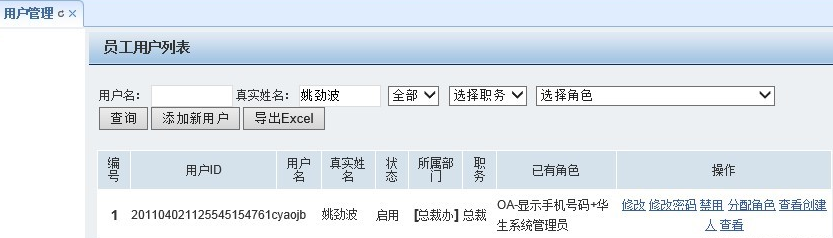 用户管理
员工用户列表
用户名: 真实姓名: 姚劲波 全部 选择职务 选择角色
查询 添加新用户 导出Excel
编号 用户ID 用户名 真实姓名 状态 所属部门 职务 已有角色 操作
1 201104021125545154761cyaojb 姚劲波 启用 【总裁办】 总裁 OA-显示手机号码+华 修改 修改密码 禁用 分配角色 查看创建
生系统管理员 人 查看